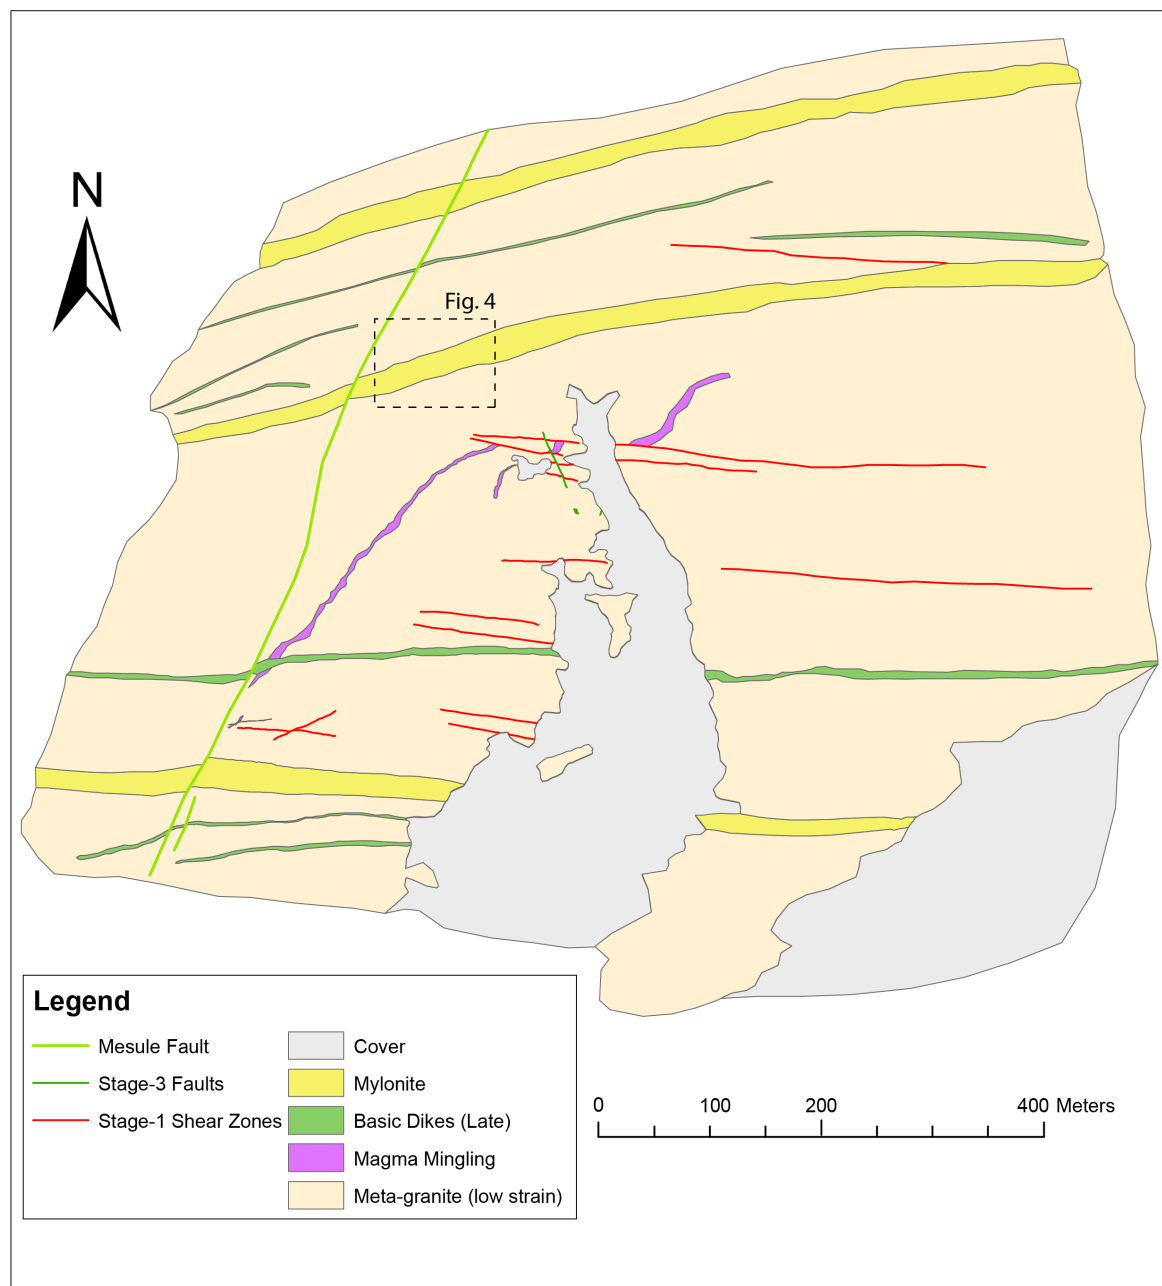 N
Fig. 4
Legend
Mesule Fault
Stage-3 Faults
Stage-1 Shear Zones
Cover
Mylonite
Basic Dikes (Late)
Magma Mingling
Meta-granite (low strain)
0 100 200 400 Meters